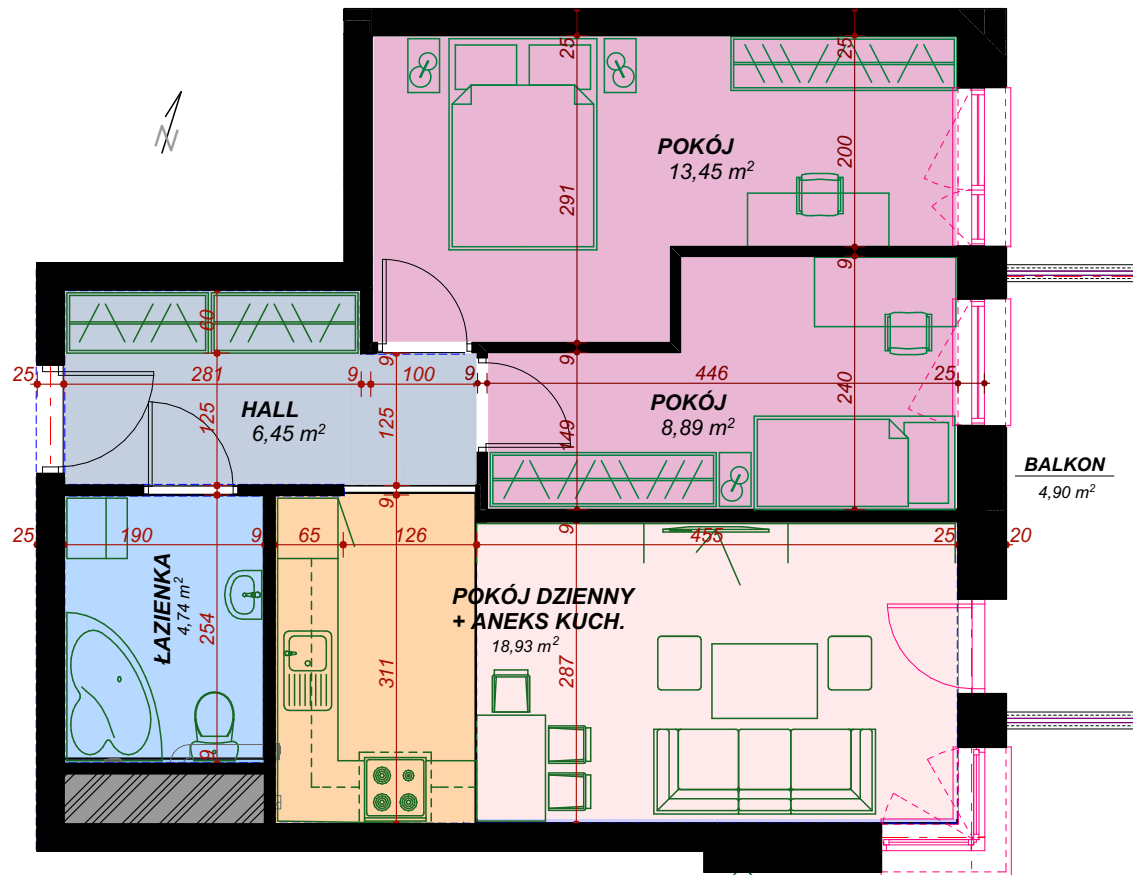 N
25
25
POKÓJ
13,45 m²
200
291
9
60
9
9
25
281
9
100
9
446
25
HALL
6,45 m²
125
125
POKÓJ
8,89 m²
240
149
BALKON
4,90 m²
9
9
25
190
9
65
126
455
25
20
ŁAZIENKA
4,74 m²
254
POKÓJ DZIENNY
+ ANEKS KUCH.
18,93 m²
311
287
9